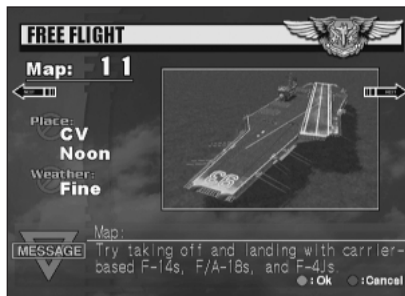 FREE FLIGHT
Map: 11
Place:
CV
Noon
Weather:
Fine
Map:
MESSAGE
Try taking off and landing with carrier-
based F-14s, F/A-18s, and F-4Js.
:Ok :Cancel